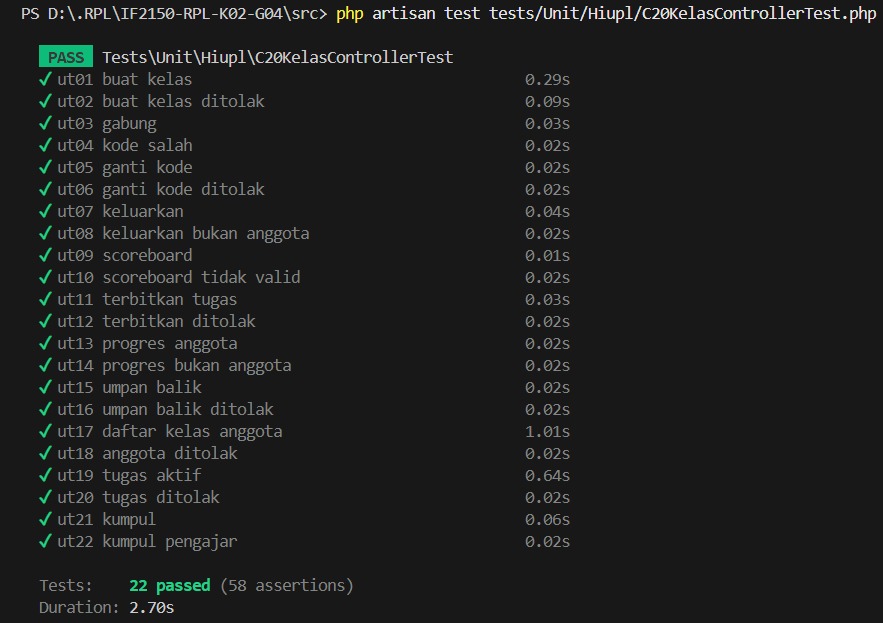 PS D:\.RPL\IF2150-RPL-K02-G04\src> php artisan test tests/Unit/Hiupl/C20KelasControllerTest.php
PASS Tests\Unit\Hiupl\C20KelasControllerTest
✓ ut01 buat kelas 0.29s
✓ ut02 buat kelas ditolak 0.09s
✓ ut03 gabung 0.03s
✓ ut04 kode salah 0.02s
✓ ut05 ganti kode 0.02s
✓ ut06 ganti kode ditolak 0.02s
✓ ut07 keluarkan 0.04s
✓ ut08 keluarkan bukan anggota 0.02s
✓ ut09 scoreboard 0.01s
✓ ut10 scoreboard tidak valid 0.02s
✓ ut11 terbitkan tugas 0.03s
✓ ut12 terbitkan ditolak 0.02s
✓ ut13 progres anggota 0.02s
✓ ut14 progres bukan anggota 0.02s
✓ ut15 umpan balik 0.02s
✓ ut16 umpan balik ditolak 0.02s
✓ ut17 daftar kelas anggota 1.01s
✓ ut18 anggota ditolak 0.02s
✓ ut19 tugas aktif 0.64s
✓ ut20 tugas ditolak 0.02s
✓ ut21 kumpul 0.06s
✓ ut22 kumpul pengajar 0.02s
Tests: 22 passed (58 assertions)
Duration: 2.70s